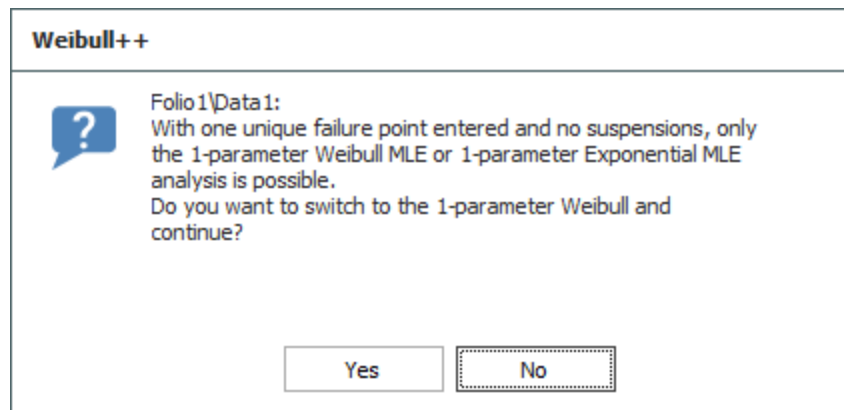 Weibull++
Folio1\Data1:
With one unique failure point entered and no suspensions, only
the 1-parameter Weibull MLE or 1-parameter Exponential MLE
analysis is possible.
Do you want to switch to the 1-parameter Weibull and
continue?
Yes
No